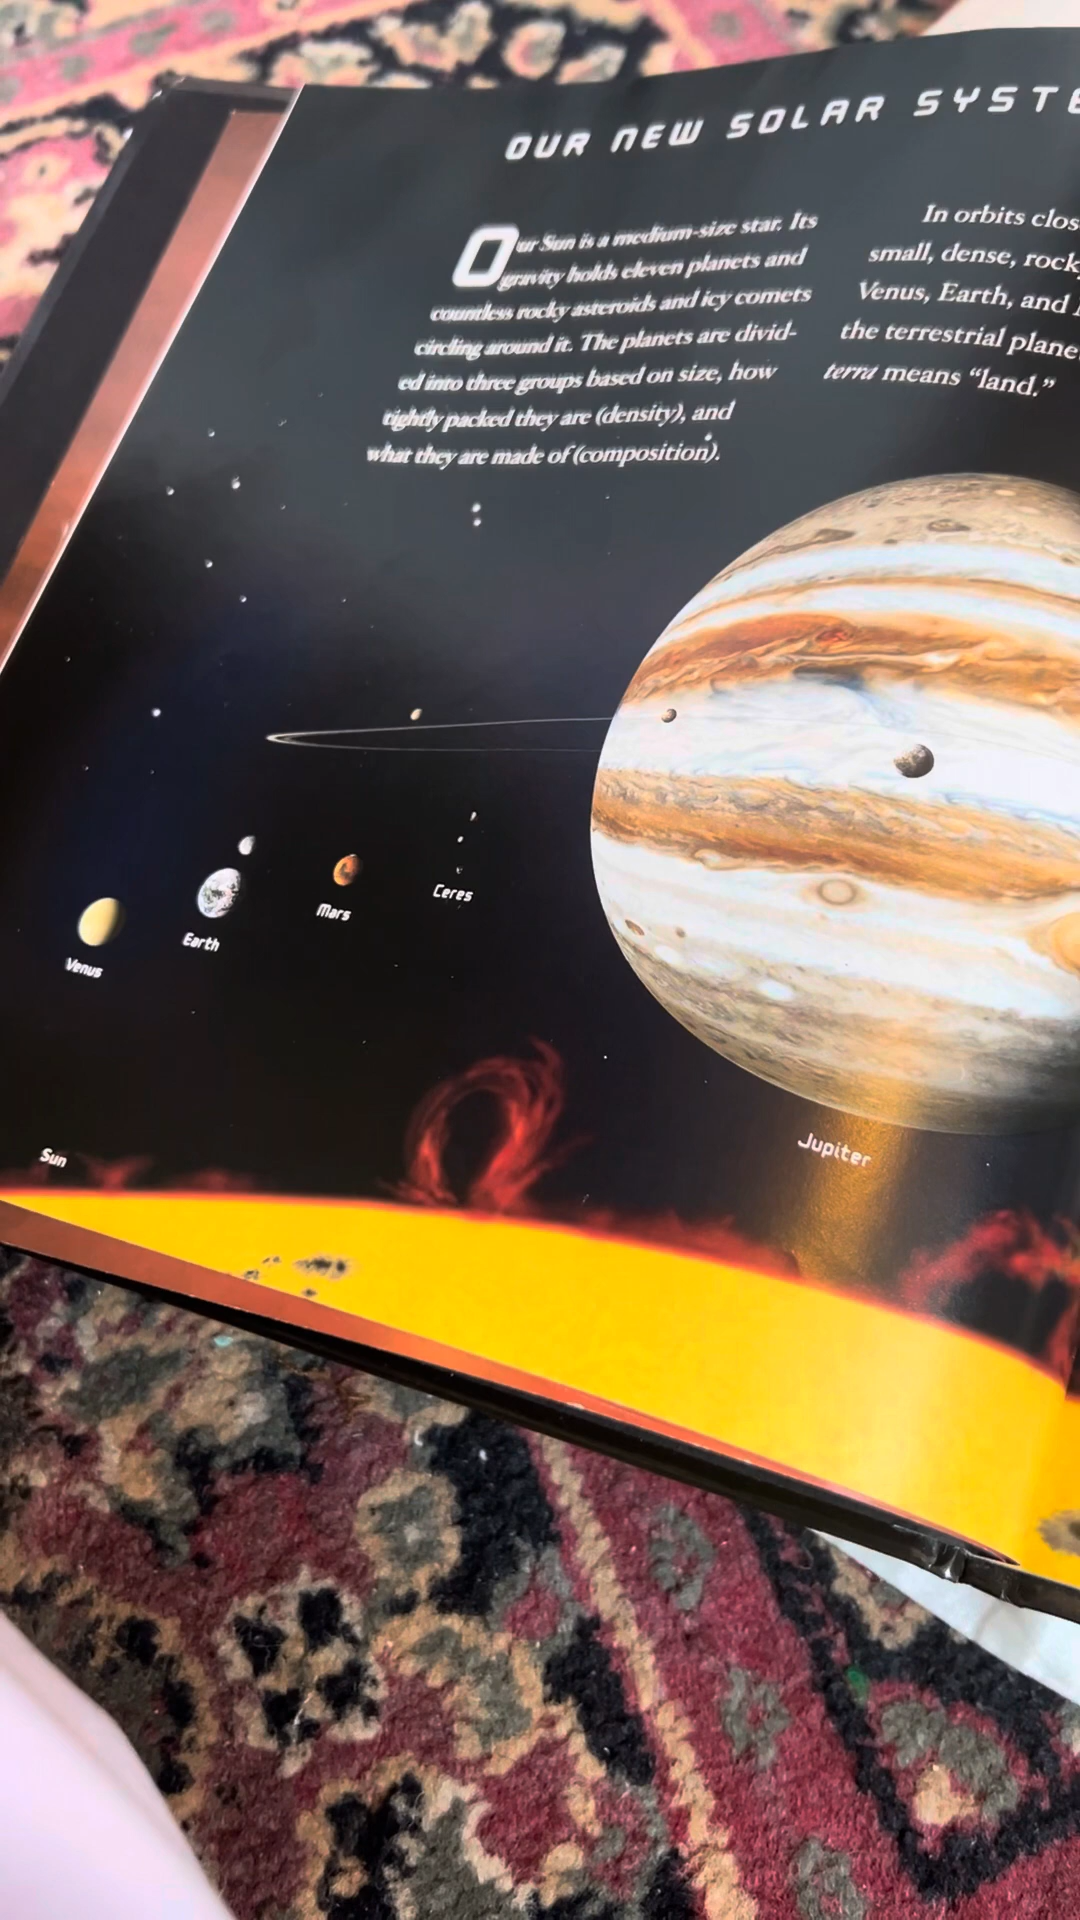 OUR NEW SOLAR SYSTE
Our Sun is a medium-size star. Its
gravity holds eleven planets and
countless rocky asteroids and icy comets
circling around it. The planets are divid-
ed into three groups based on size, how
tightly packed they are (density), and
what they are made of (composition).
In orbits clos
small, dense, rock
Venus, Earth, and
the terrestrial plane
terra means “land.”
Ceres
Mars
Earth
Venus
Jupiter
Sun